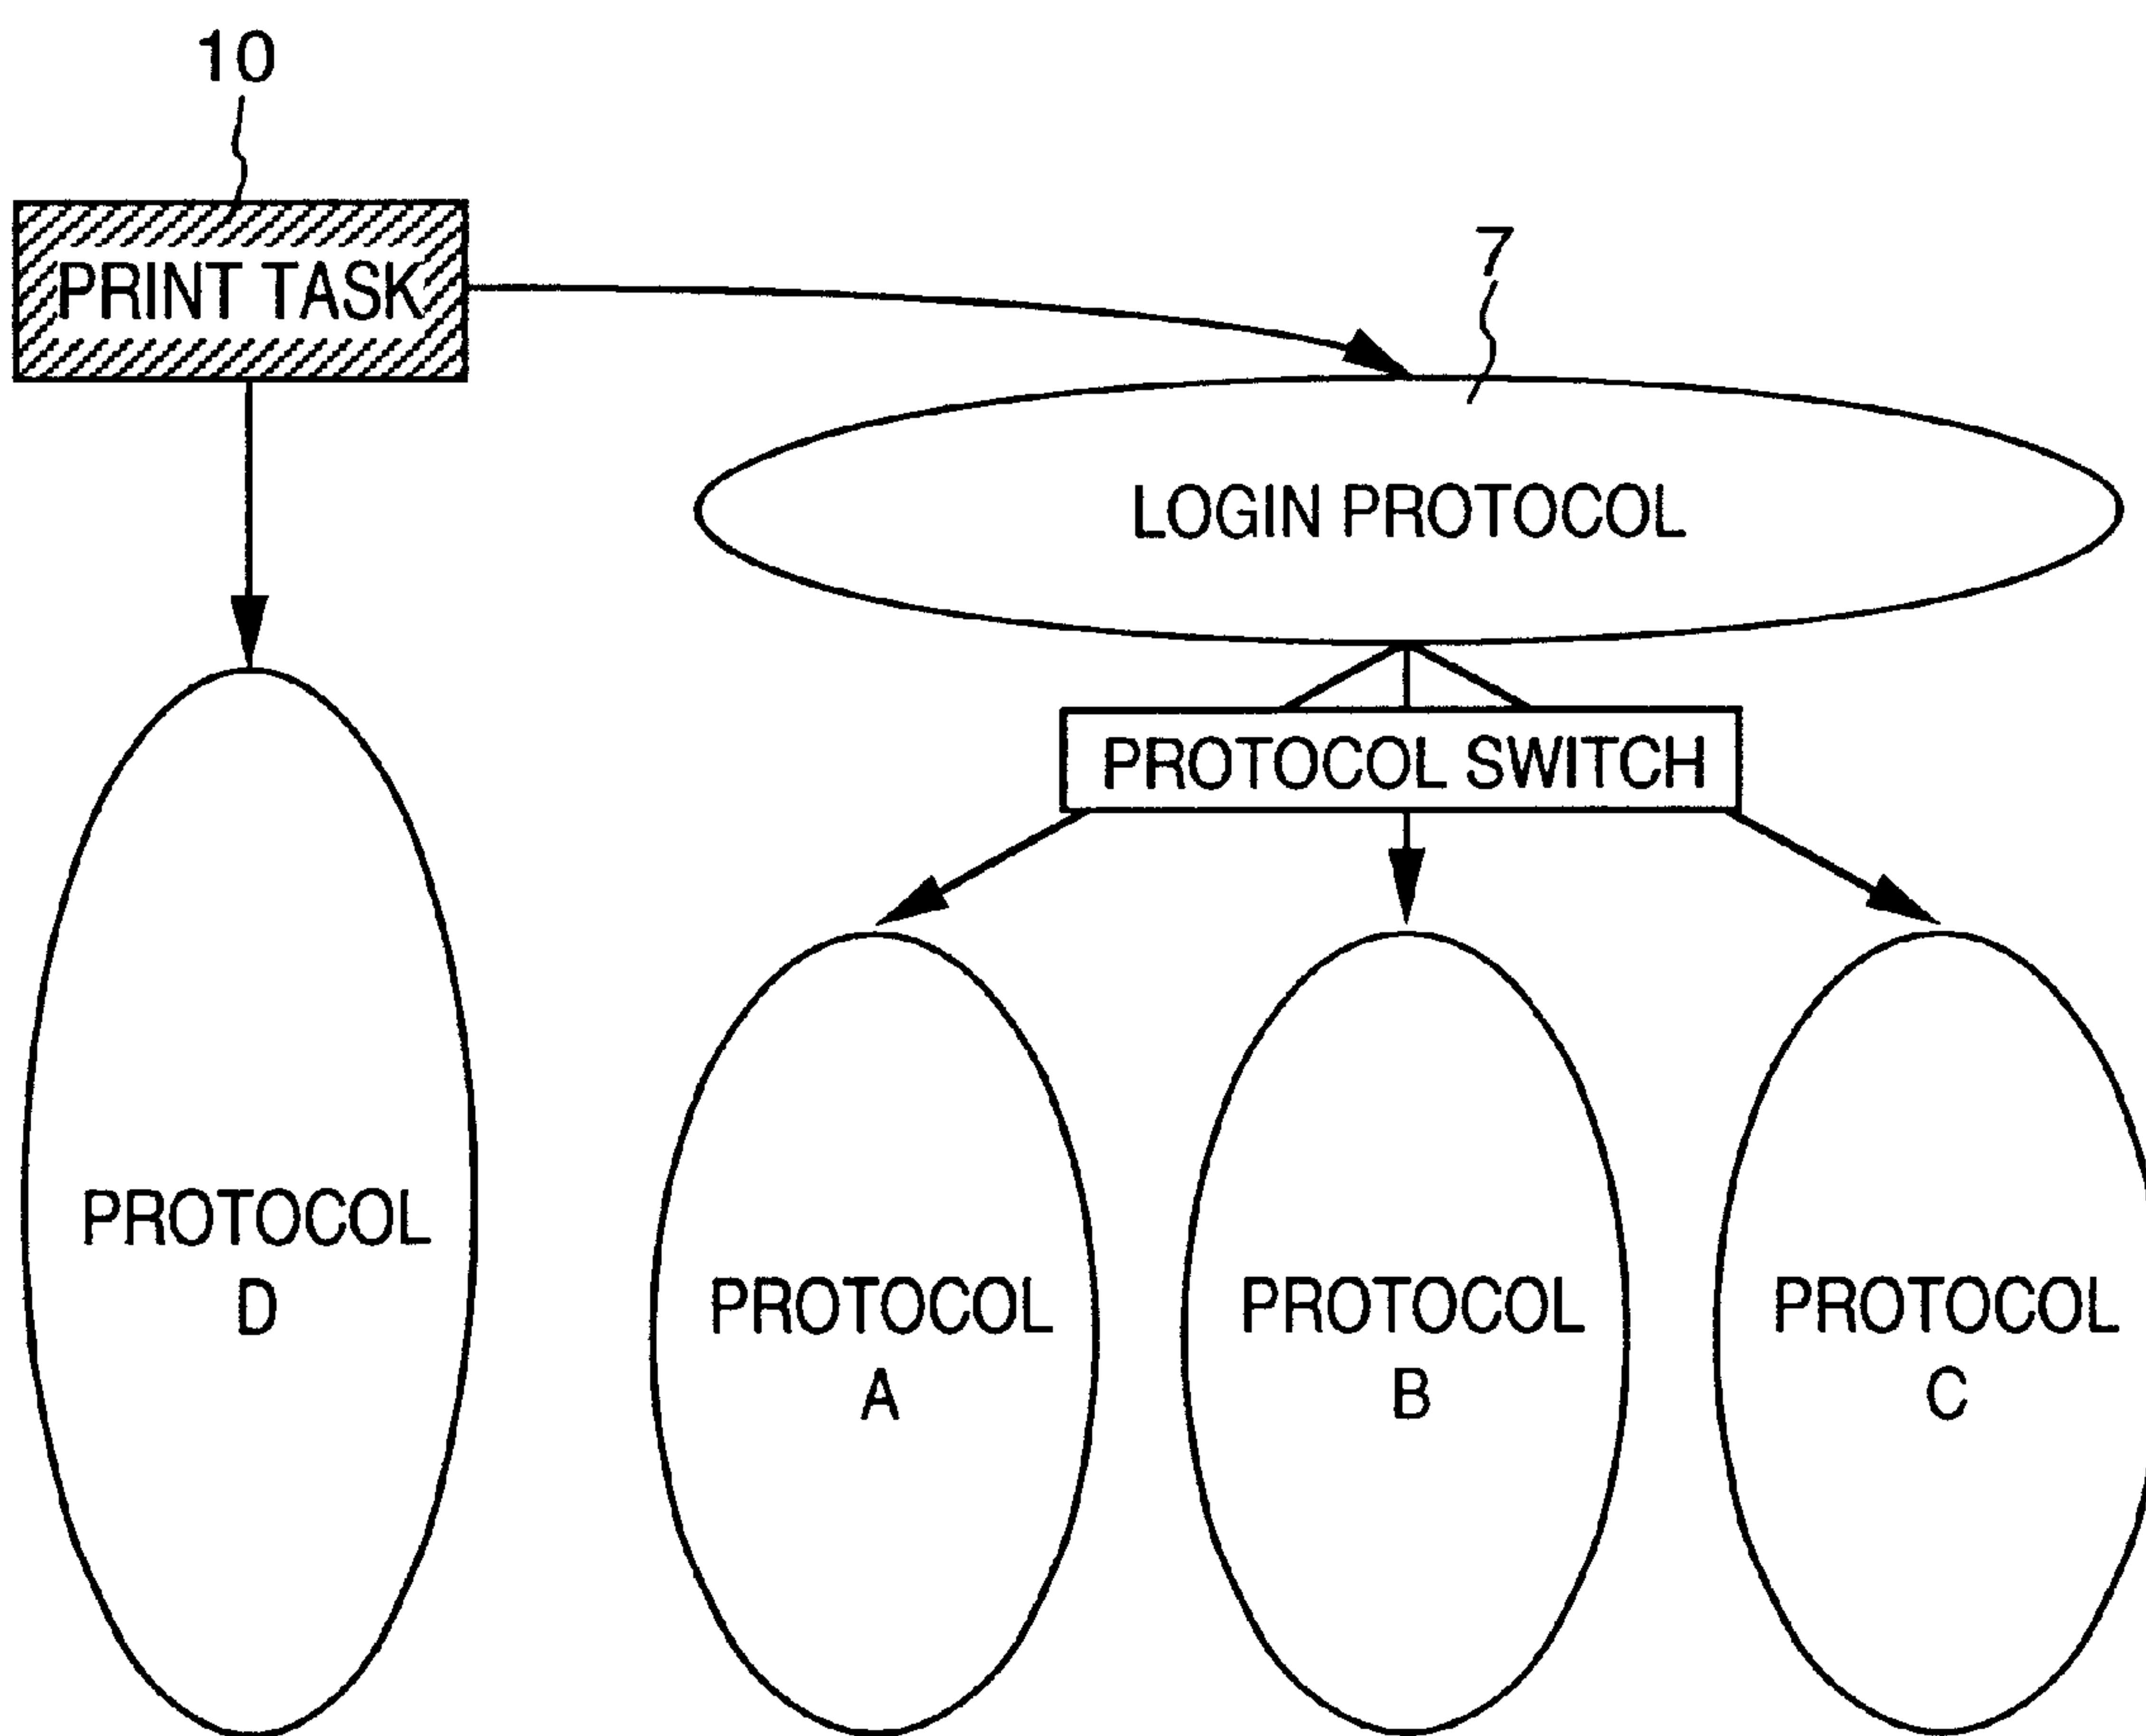 10
PRINT TASK
7
LOGIN PROTOCOL
PROTOCOL SWITCH
PROTOCOL
D
PROTOCOL
A
PROTOCOL
B
PROTOCOL
C